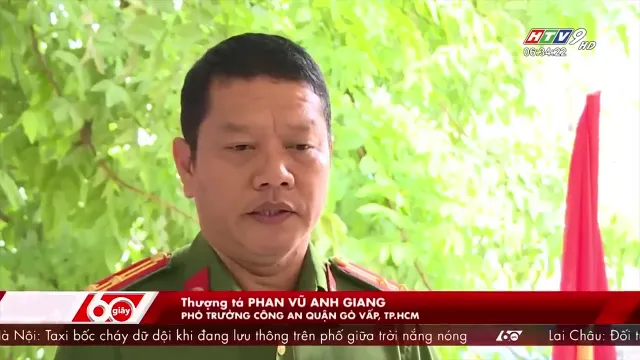 HTV9 HD
06:34:22
60 giây
Thượng tá PHAN VŨ ANH GIANG
PHÓ TRƯỞNG CÔNG AN QUẬN GÒ VẤP, TP.HCM
Hà Nội: Taxi bốc cháy dữ dội khi đang lưu thông trên phố giữa trời nắng nóng
Lai Châu: Đối t